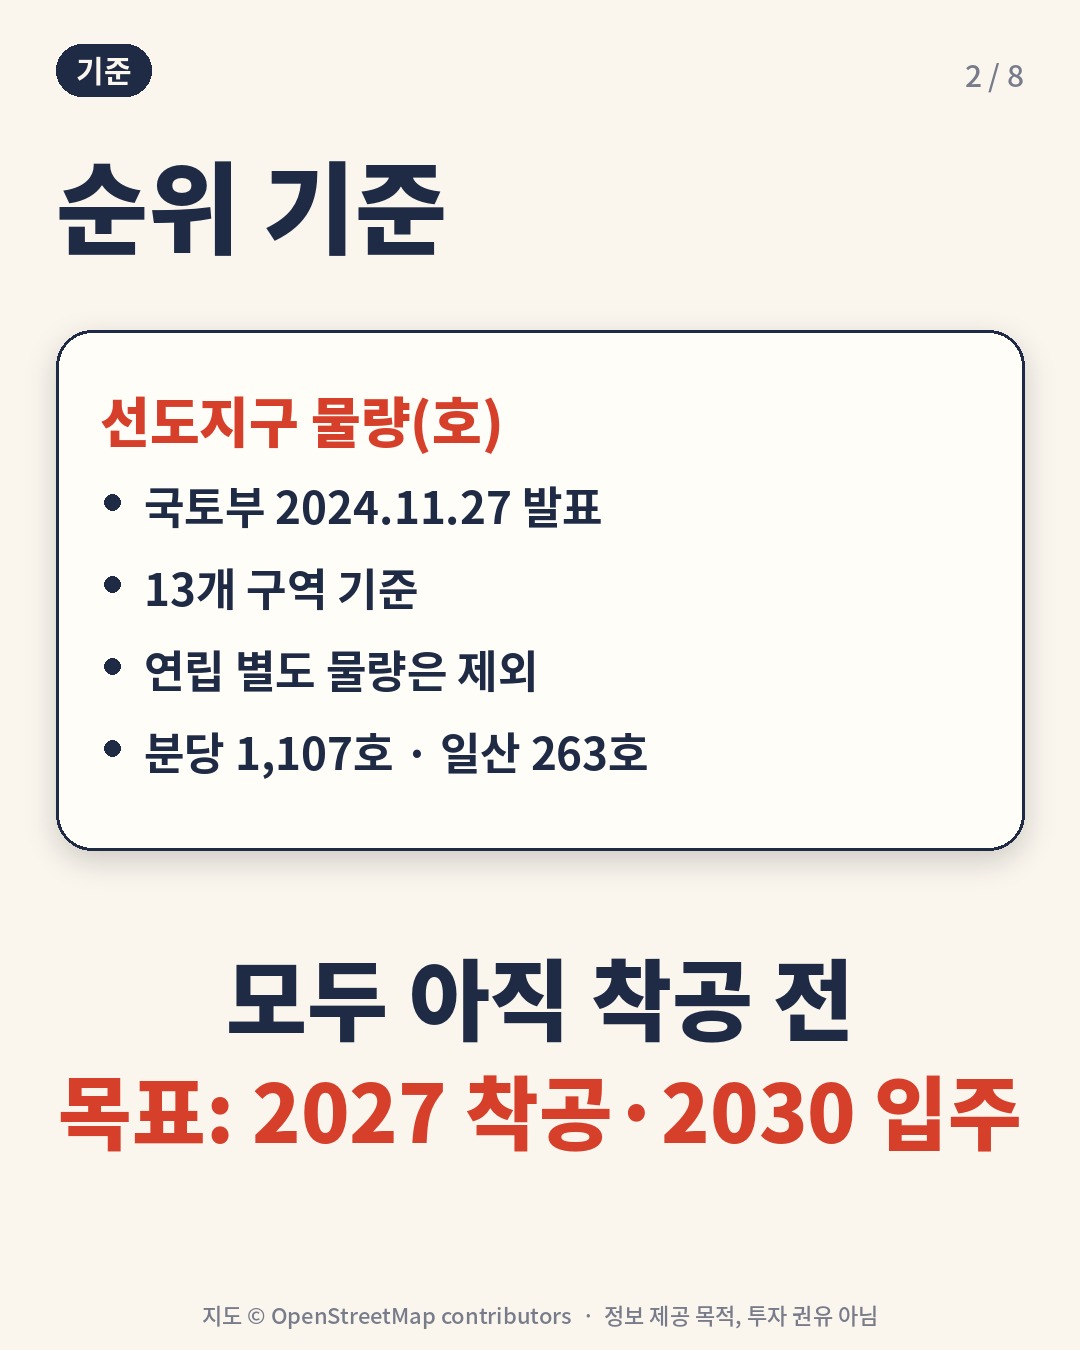 기준
2 / 8
순위 기준
선도지구 물량(호)
• 국토부 2024.11.27 발표
• 13개 구역 기준
• 연립 별도 물량은 제외
• 분당 1,107호 · 일산 263호
모두 아직 착공 전
목표: 2027 착공·2030 입주
지도 © OpenStreetMap contributors · 정보 제공 목적, 투자 권유 아님